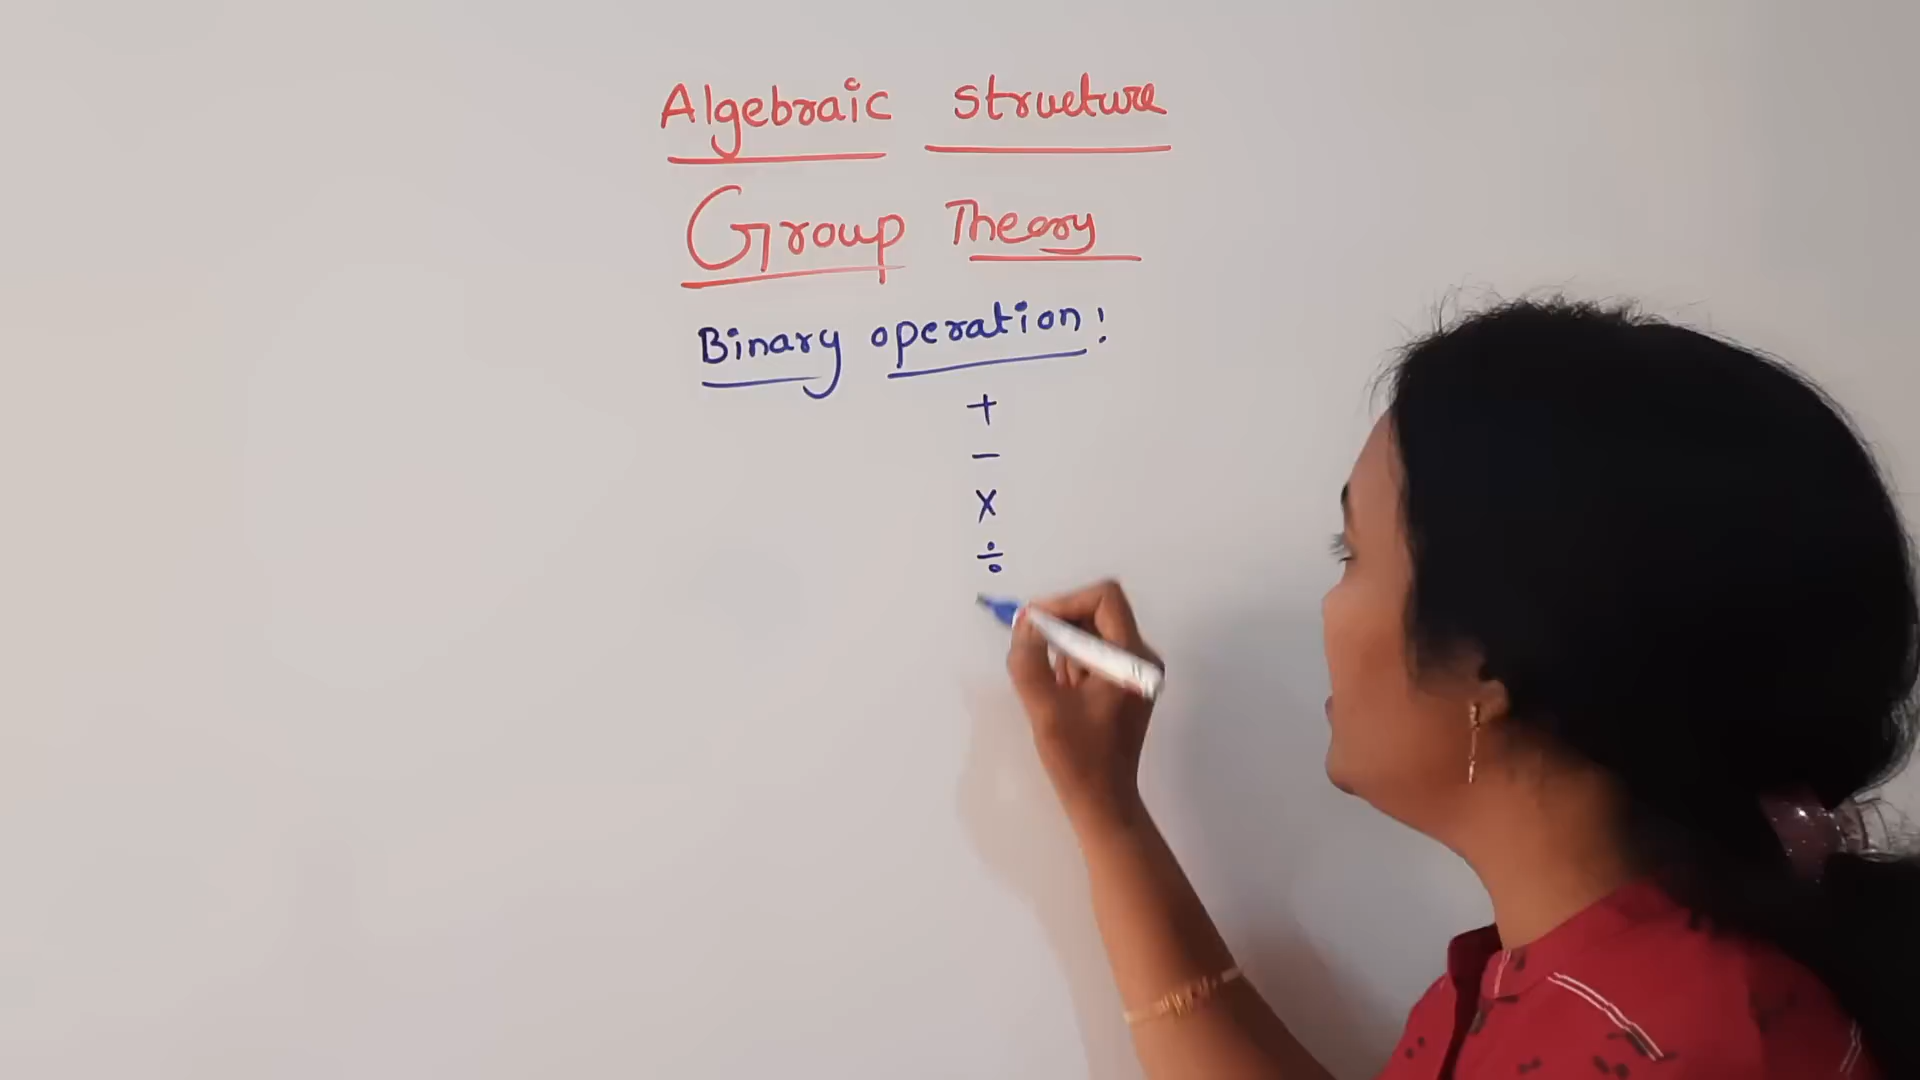 Algebraic structure
Group Theory
Binary operation:
+
−
×
÷